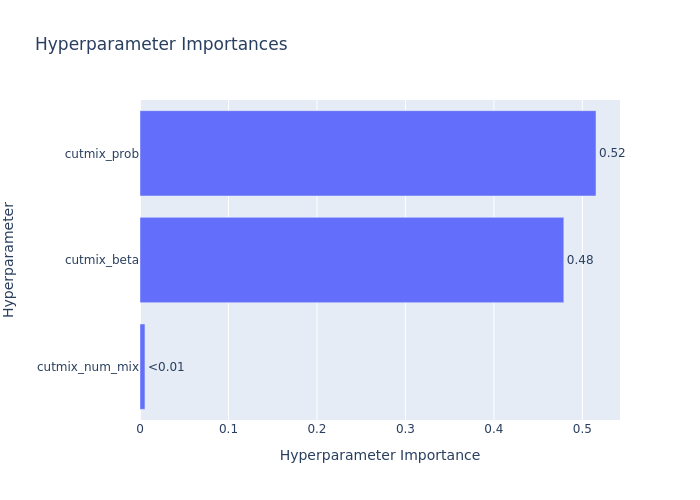 Hyperparameter Importances
Hyperparameter
cutmix_prob
0.52
cutmix_beta
0.48
cutmix_num_mix
<0.01
0
0.1
0.2
0.3
0.4
0.5
Hyperparameter Importance